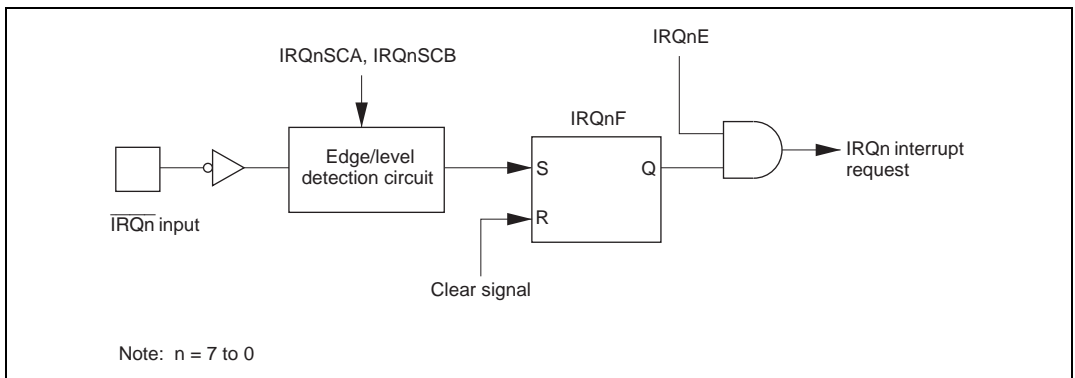 IRQnE
IRQnSCA, IRQnSCB
IRQnF
Edge/level
detection circuit
S
Q
IRQn interrupt
request
R
IRQn input
Clear signal
Note: n = 7 to 0